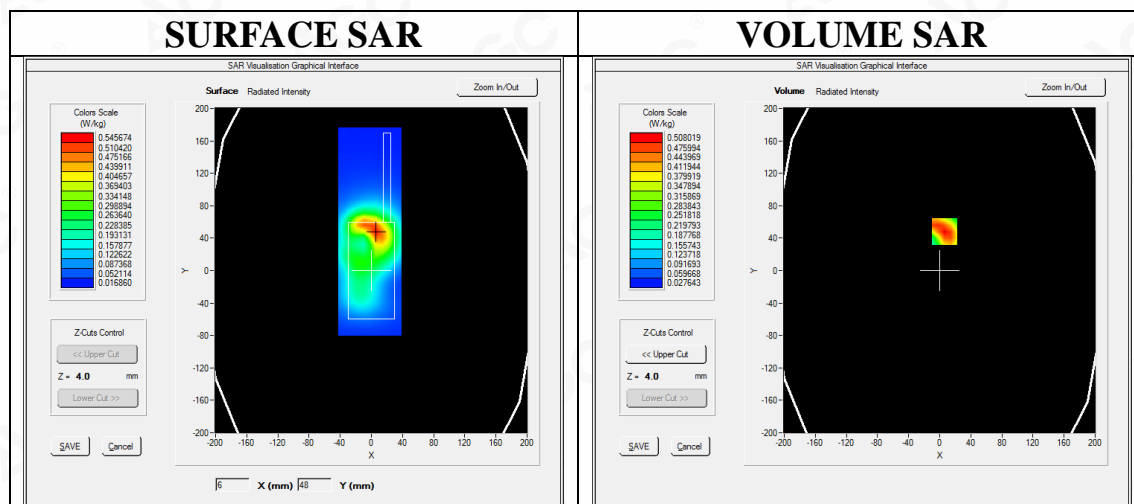 SURFACE SAR
SAR Visualisation Graphical Interface
Surface Radiated Intensity
Zoom In/Out
Colors Scale
(W/kg)
0.545674
0.510420
0.475166
0.439911
0.404657
0.369403
0.334148
0.298894
0.263640
0.228385
0.193131
0.157877
0.122622
0.087368
0.052114
0.016860
Z-Cuts Control
<< Upper Cut
Z = 4.0 mm
Lower Cut >>
SAVE Cancel
200
160
120
80
40
0
-40
-80
-120
-160
-200
Y
-200 -160 -120 -80 -40 0 40 80 120 160 200
X
6 X (mm) 48 Y (mm)
VOLUME SAR
SAR Visualisation Graphical Interface
Volume Radiated Intensity
Zoom In/Out
Colors Scale
(W/kg)
0.508019
0.475994
0.443969
0.411944
0.379919
0.347894
0.315869
0.283843
0.251818
0.219793
0.187768
0.155743
0.123718
0.091693
0.059668
0.027643
Z-Cuts Control
<< Upper Cut
Z = 4.0 mm
Lower Cut >>
SAVE Cancel
200
160
120
80
40
0
-40
-80
-120
-160
-200
Y
-200 -160 -120 -80 -40 0 40 80 120 160 200
X